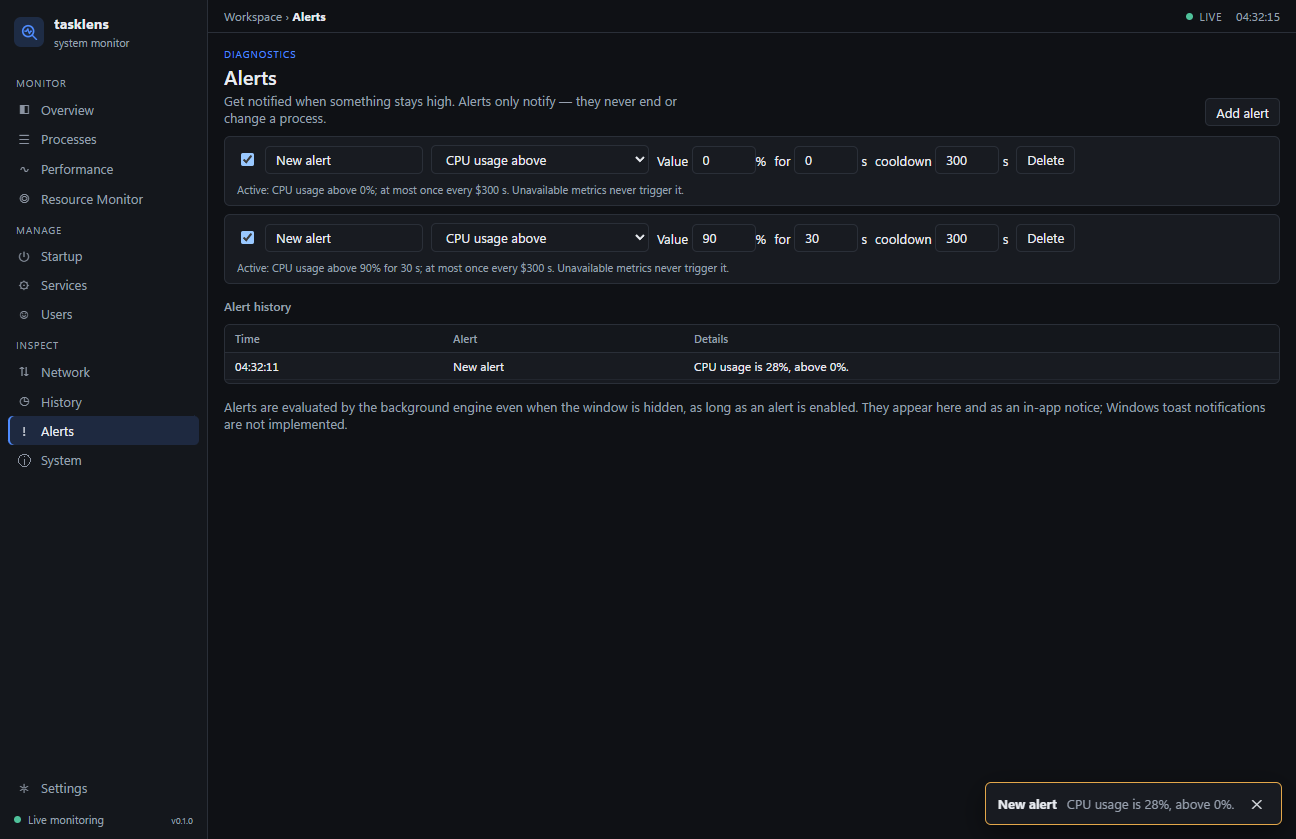 tasklens
system monitor
MONITOR
Overview
Processes
Performance
Resource Monitor
MANAGE
Startup
Services
Users
INSPECT
Network
History
Alerts
System
Settings
Live monitoring v0.1.0
Workspace › Alerts
LIVE 04:32:15
DIAGNOSTICS
Alerts
Get notified when something stays high. Alerts only notify — they never end or
change a process.
Add alert
New alert CPU usage above Value 0 % for 0 s cooldown 300 s Delete
Active: CPU usage above 0%; at most once every $300 s. Unavailable metrics never trigger it.
New alert CPU usage above Value 90 % for 30 s cooldown 300 s Delete
Active: CPU usage above 90% for 30 s; at most once every $300 s. Unavailable metrics never trigger it.
Alert history
Time Alert Details
04:32:11 New alert CPU usage is 28%, above 0%.
Alerts are evaluated by the background engine even when the window is hidden, as long as an alert is enabled. They appear here and as an in-app notice; Windows toast notifications
are not implemented.
New alert CPU usage is 28%, above 0%.